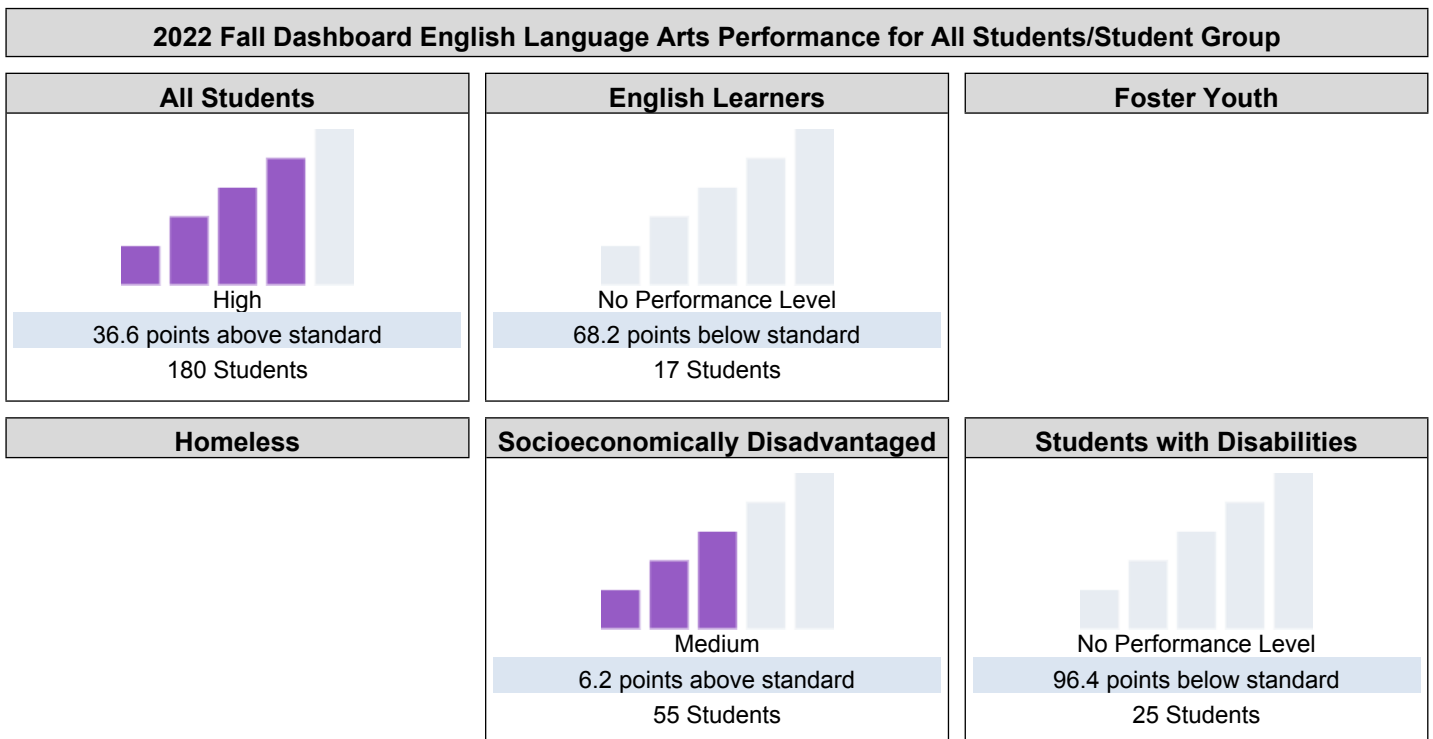 2022 Fall Dashboard English Language Arts Performance for All Students/Student Group
All Students
High
36.6 points above standard
180 Students
English Learners
No Performance Level
68.2 points below standard
17 Students
Foster Youth
Homeless
Socioeconomically Disadvantaged
Medium
6.2 points above standard
55 Students
Students with Disabilities
No Performance Level
96.4 points below standard
25 Students